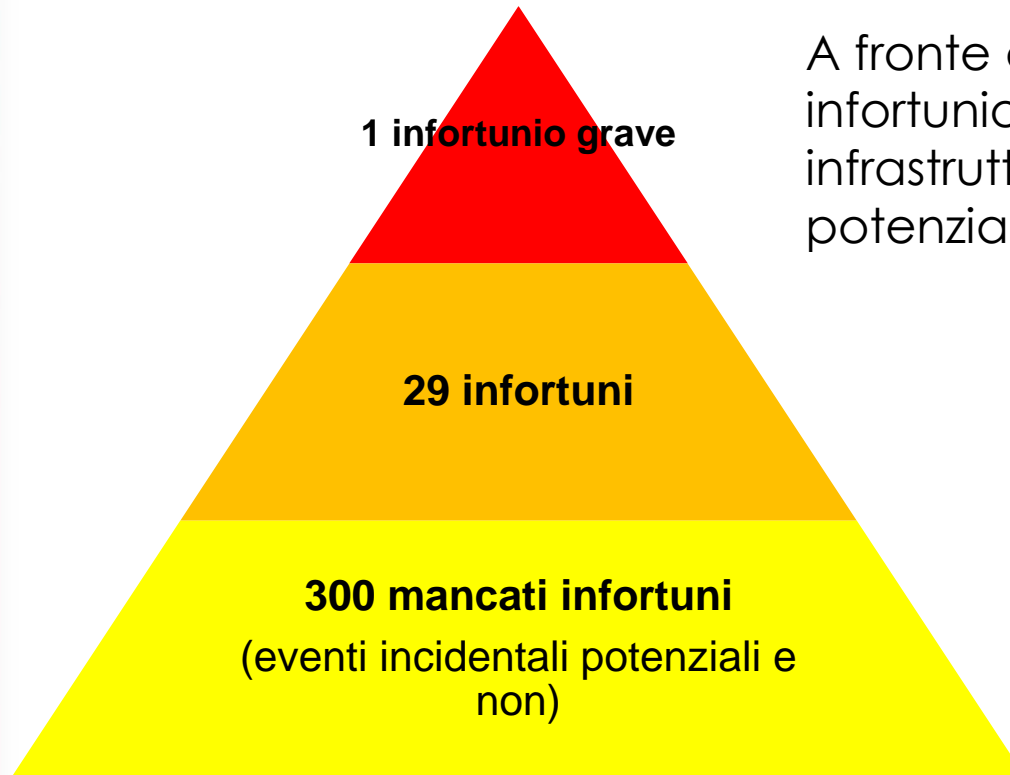 A fronte
infortunio
infrastrutt
potenzia
1 infortunio grave
29 infortuni
300 mancati infortuni
(eventi incidentali potenziali e
non)